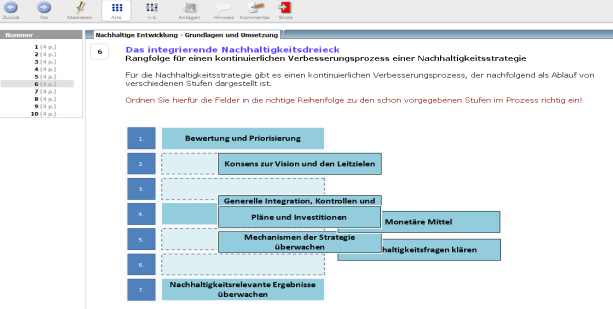 Zurück Vor Markieren Alle n.b. Anlagen Hinweis Kommentar Ende
Nummer
1 (4 p.)
2 (4 p.)
3 (4 p.)
4 (4 p.)
5 (4 p.)
6 (4 p.)
7 (4 p.)
8 (4 p.)
9 (4 p.)
10 (4 p.)
Nachhaltige Entwicklung - Grundlagen und Umsetzung
6
Das integrierende Nachhaltigkeitsdreieck
Rangfolge für einen kontinuierlichen Verbesserungsprozess einer Nachhaltigkeitsstrategie
Für die Nachhaltigkeitsstrategie gibt es einen kontinuierlichen Verbesserungsprozess, der nachfolgend als Ablauf von
verschiedenen Stufen dargestellt ist.
Ordnen Sie hierfür die Felder in die richtige Reihenfolge zu den schon vorgegebenen Stufen im Prozess richtig ein!
1. Bewertung und Priorisierung
2. Konsens zur Vision und den Leitzielen
3.
Generelle Integration, Kontrollen und
4. Pläne und Investitionen
Monetäre Mittel
5. Mechanismen der Strategie
überwachen
haltigkeitsfragen klären
6.
7. Nachhaltigkeitsrelevante Ergebnisse
überwachen